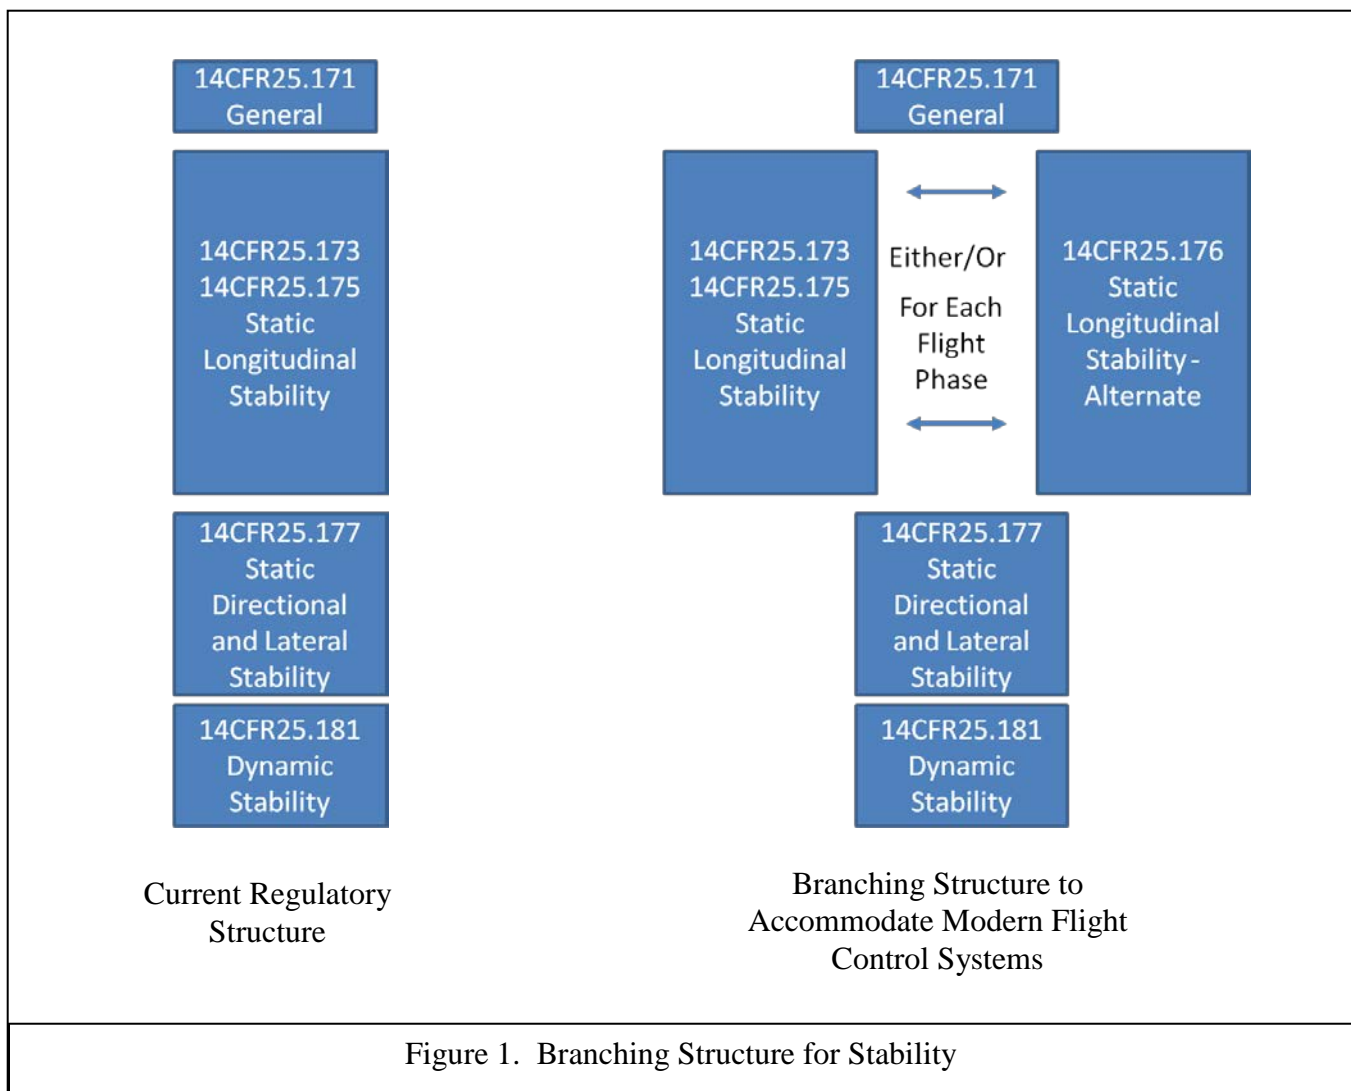 14CFR25.171
General
14CFR25.173
14CFR25.175
Static
Longitudinal
Stability
14CFR25.177
Static
Directional
and Lateral
Stability
14CFR25.181
Dynamic
Stability
Current Regulatory
Structure
14CFR25.171
General
14CFR25.173
14CFR25.175
Static
Longitudinal
Stability
Either/Or
For Each
Flight
Phase
14CFR25.176
Static
Longitudinal
Stability -
Alternate
14CFR25.177
Static
Directional
and Lateral
Stability
14CFR25.181
Dynamic
Stability
Branching Structure to
Accommodate Modern Flight
Control Systems
Figure 1.  Branching Structure for Stability